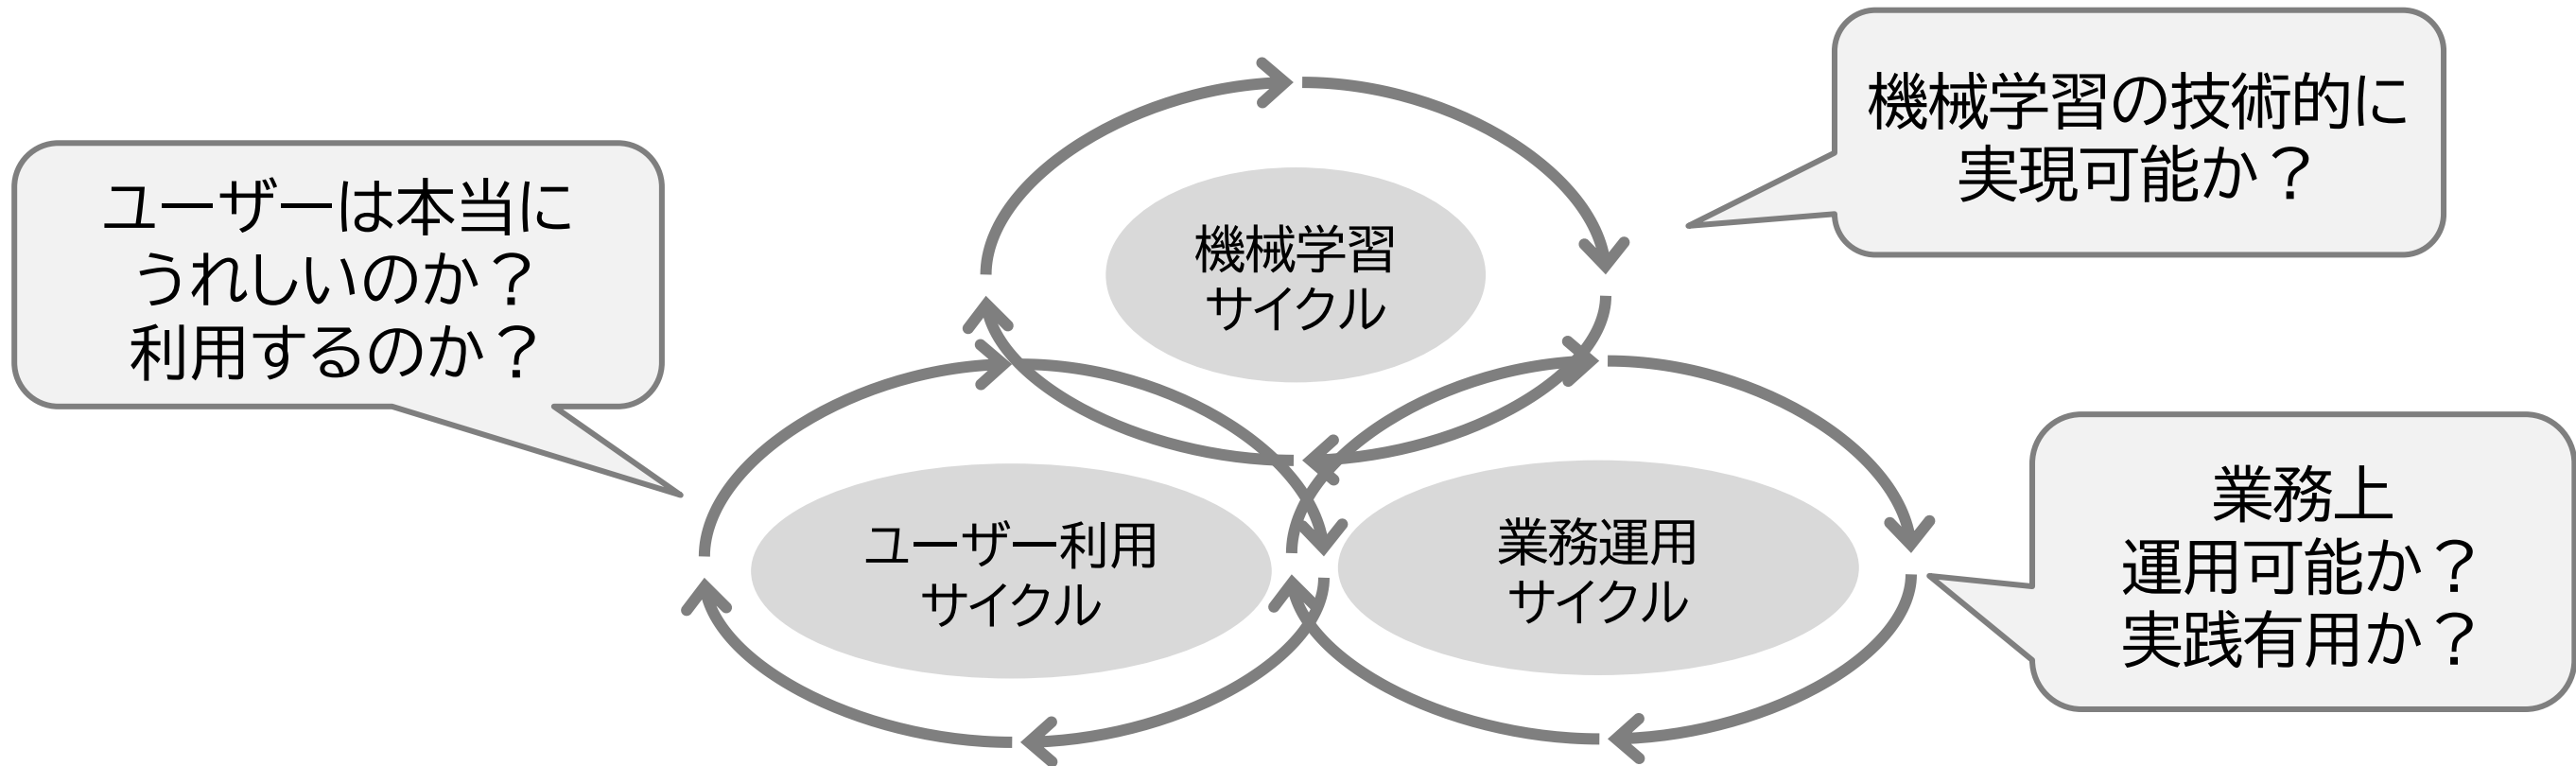 機械学習の技術的に
実現可能か？
ユーザーは本当に
うれしいのか？
利用するのか？
機械学習
サイクル
ユーザー利用
サイクル
業務運用
サイクル
業務上
運用可能か？
実践有用か？